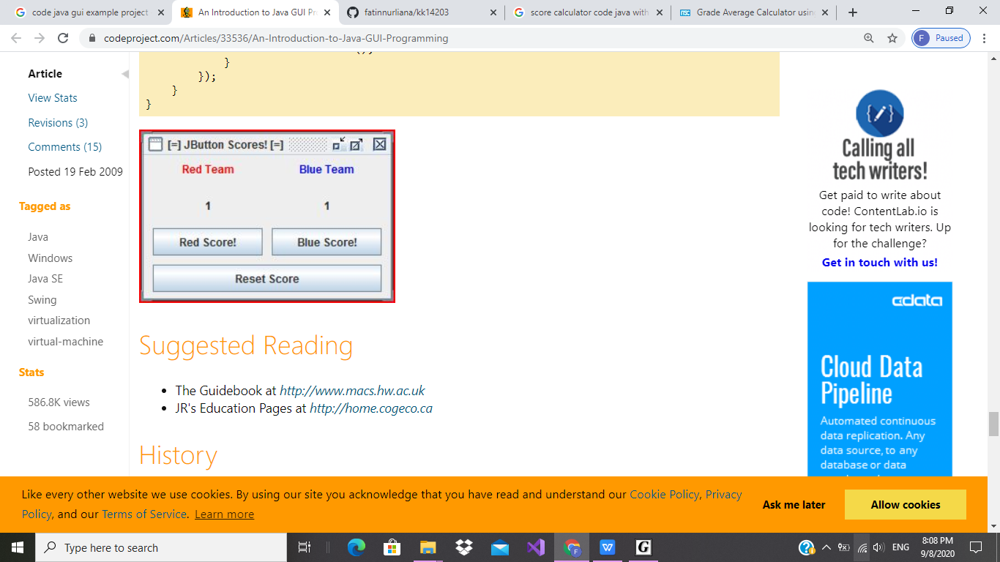 code java gui example project
An Introduction to Java GUI Pr
fatinnurliana/kk14203
score calculator code java with
Grade Average Calculator usin
codeproject.com/Articles/33536/An-Introduction-to-Java-GUI-Programming
F Paused
}
});
}
}
Article
View Stats
Revisions (3)
Comments (15)
Posted 19 Feb 2009
Tagged as
Java
Windows
Java SE
Swing
virtualization
virtual-machine
Stats
586.8K views
58 bookmarked
[=] JButton Scores! [=]
Red Team Blue Team
1 1
Red Score! Blue Score!
Reset Score
Suggested Reading
• The Guidebook at http://www.macs.hw.ac.uk
• JR's Education Pages at http://home.cogeco.ca
History
{/}
Calling all
tech writers!
Get paid to write about
code! ContentLab.io is
looking for tech writers. Up
for the challenge?
Get in touch with us!
cdata
Cloud Data
Pipeline
Automated continuous
data replication. Any
data source, to any
database or data
Like every other website we use cookies. By using our site you acknowledge that you have read and understand our Cookie Policy, Privacy
Policy, and our Terms of Service. Learn more
Ask me later
Allow cookies
Type here to search
ENG
8:08 PM
9/8/2020